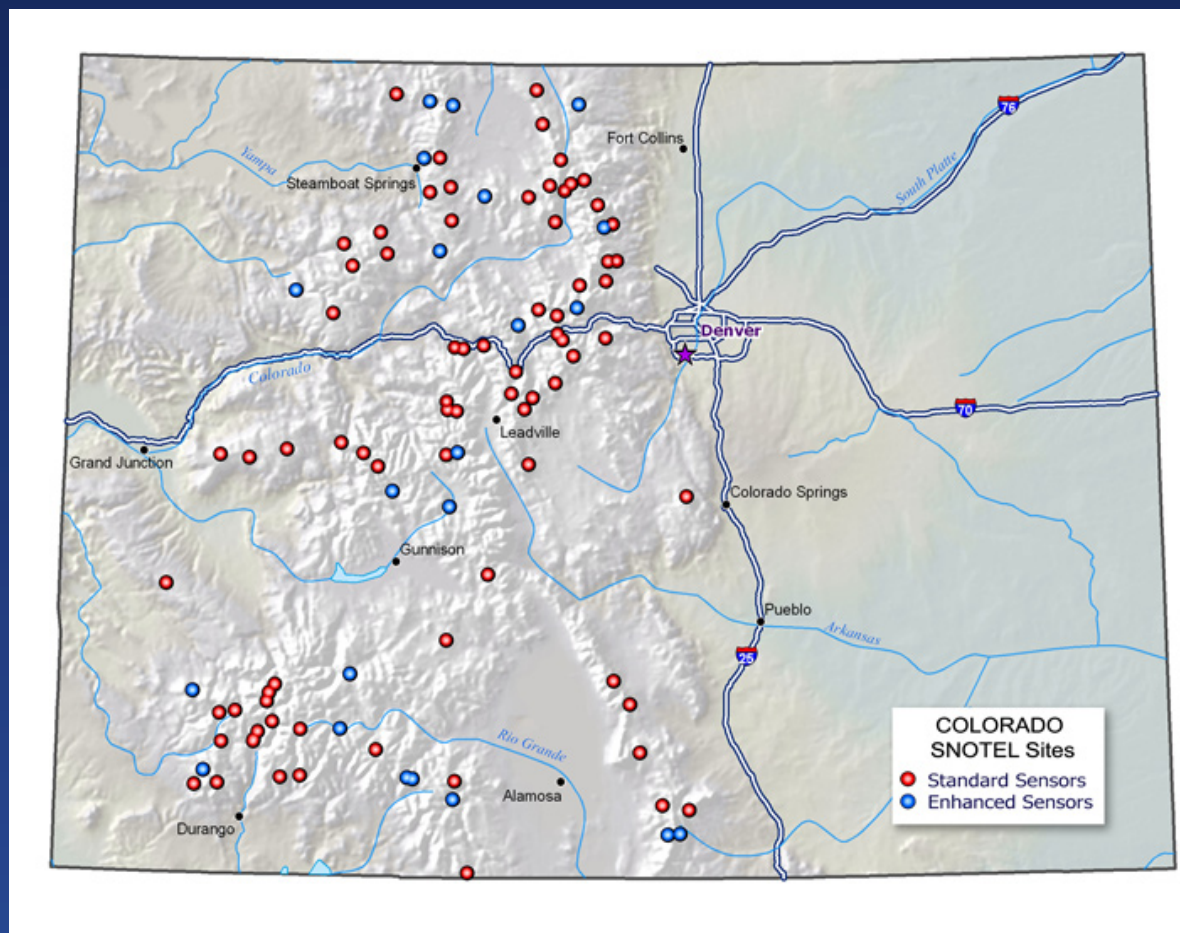 76
Fort Collins
Yampa
Steamboat Springs
South Platte
Denver
Colorado
70
Leadville
Grand Junction
Colorado Springs
Gunnison
Pueblo
Arkansas
25
Rio Grande
Alamosa
Durango
COLORADO
SNOTEL Sites
Standard Sensors
Enhanced Sensors